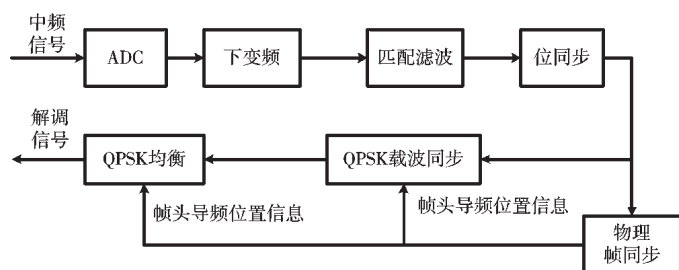 中频
信号
ADC
下变频
匹配滤波
位同步
解调
信号
QPSK均衡
QPSK载波同步
帧头导频位置信息
帧头导频位置信息
物理
帧同步